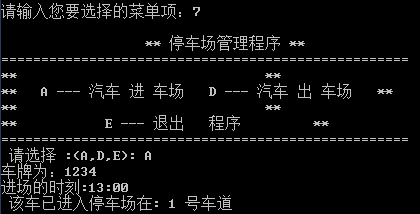 请输入您要选择的菜单项：7
** 停车场管理程序 **
==================================================
** **
** A --- 汽车 进 车场 D --- 汽车 出 车场 **
** **
** E --- 退出 程序 **
==================================================
请选择 :(A,D,E): A
车牌为：1234
进场的时刻:13:00
该车已进入停车场在: 1 号车道